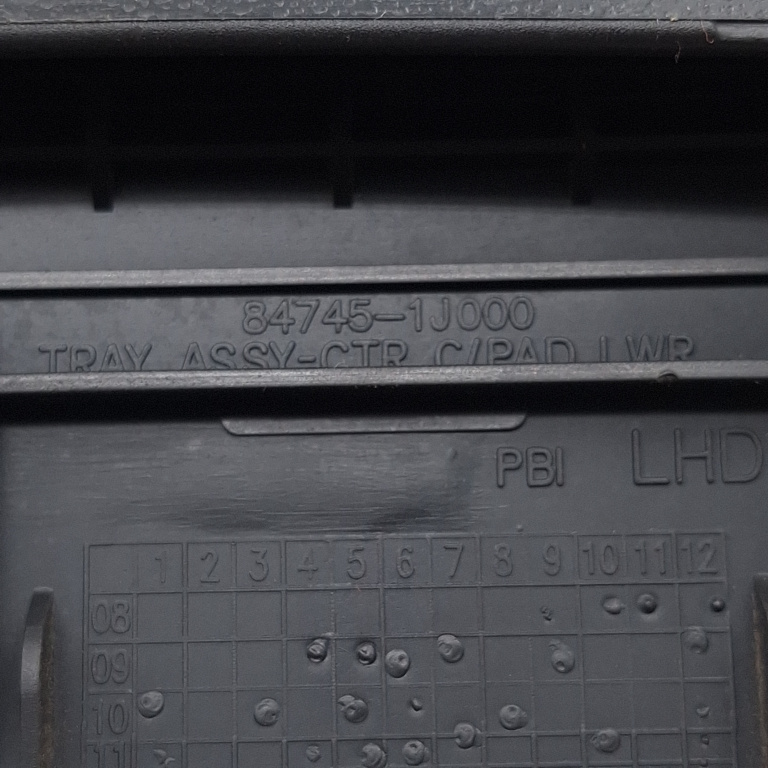 84745-1J000
TRAY ASSY-CTR C/PAD LWR
PBI LHD
1 2 3 4 5 6 7 8 9 10 11 12
08
09
10
11